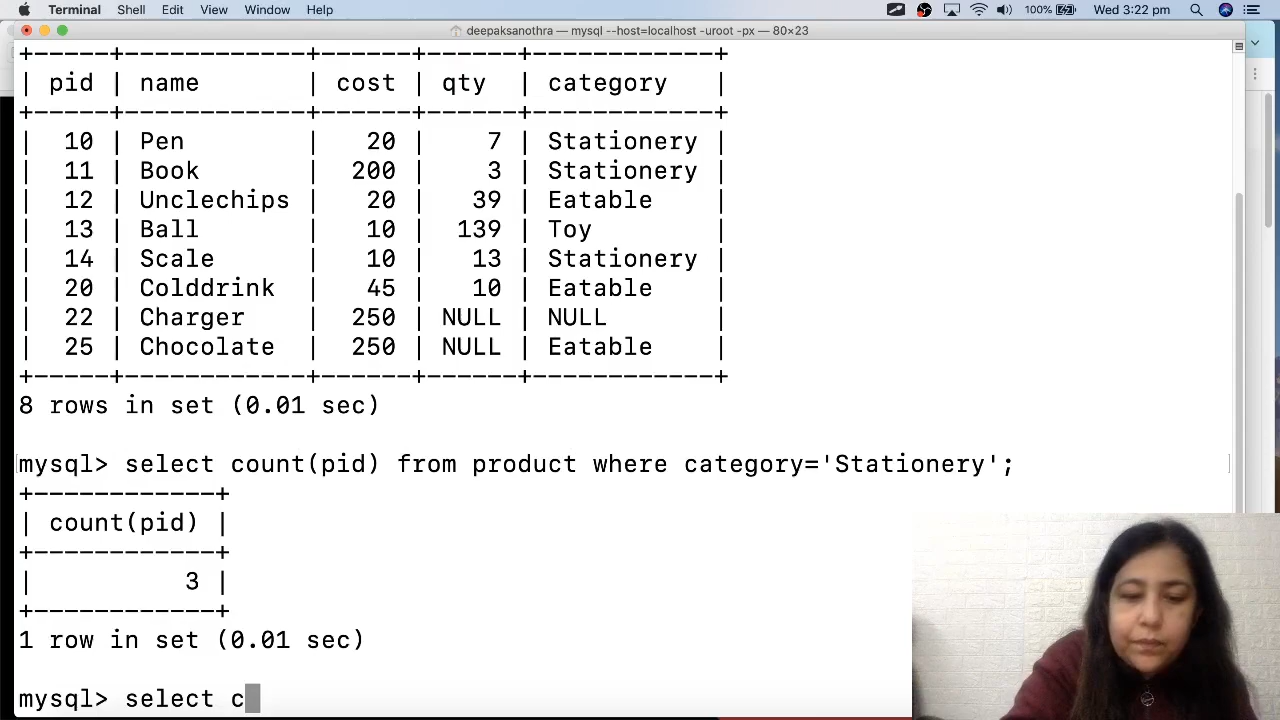 Terminal Shell Edit View Window Help 100% Wed 3:22 pm
deepaksanothra — mysql --host=localhost -uroot -px — 80×23
+-----+------------+------+------+------------+
| pid | name       | cost | qty  | category   |
+-----+------------+------+------+------------+
|  10 | Pen        |   20 |    7 | Stationery |
|  11 | Book       |  200 |    3 | Stationery |
|  12 | Unclechips |   20 |   39 | Eatable    |
|  13 | Ball       |   10 |  139 | Toy        |
|  14 | Scale      |   10 |   13 | Stationery |
|  20 | Colddrink  |   45 |   10 | Eatable    |
|  22 | Charger    |  250 | NULL | NULL       |
|  25 | Chocolate  |  250 | NULL | Eatable    |
+-----+------------+------+------+------------+
8 rows in set (0.01 sec)
mysql> select count(pid) from product where category='Stationery';
+------------+
| count(pid) |
+------------+
|          3 |
+------------+
1 row in set (0.01 sec)
mysql> select c